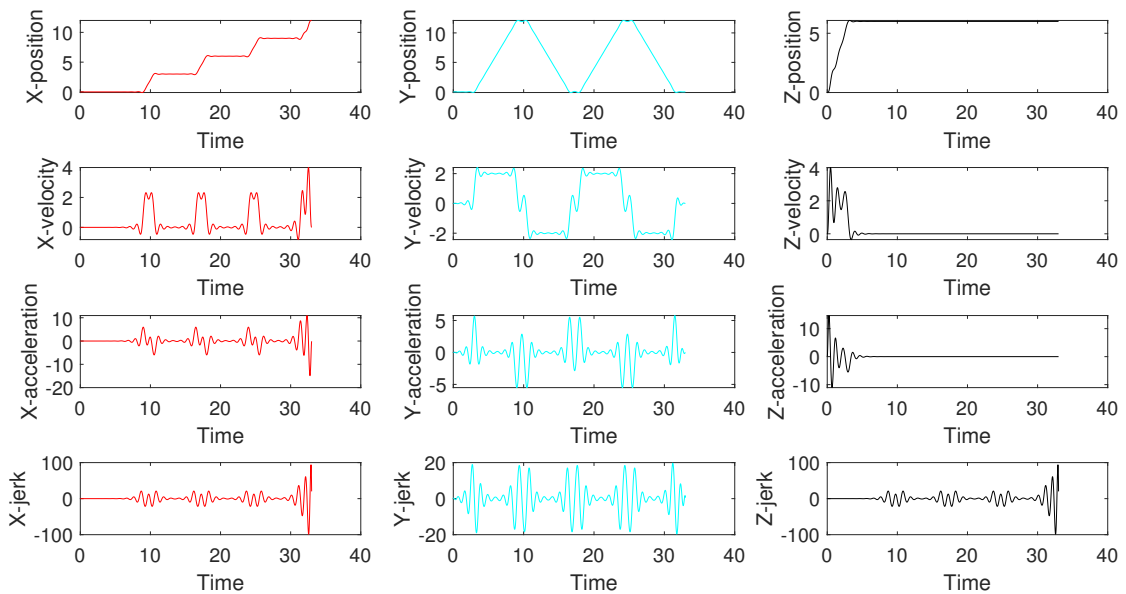 X-position
10
5
0
0 10 20 30 40
Time
Y-position
10
5
0
0 10 20 30 40
Time
Z-position
5
0
0 10 20 30 40
Time
X-velocity
4
2
0
0 10 20 30 40
Time
Y-velocity
2
0
-2
0 10 20 30 40
Time
Z-velocity
4
2
0
0 10 20 30 40
Time
X-acceleration
10
0
-10
-20
0 10 20 30 40
Time
Y-acceleration
5
0
-5
0 10 20 30 40
Time
Z-acceleration
10
0
-10
0 10 20 30 40
Time
X-jerk
100
0
-100
0 10 20 30 40
Time
Y-jerk
20
0
-20
0 10 20 30 40
Time
Z-jerk
100
0
-100
0 10 20 30 40
Time